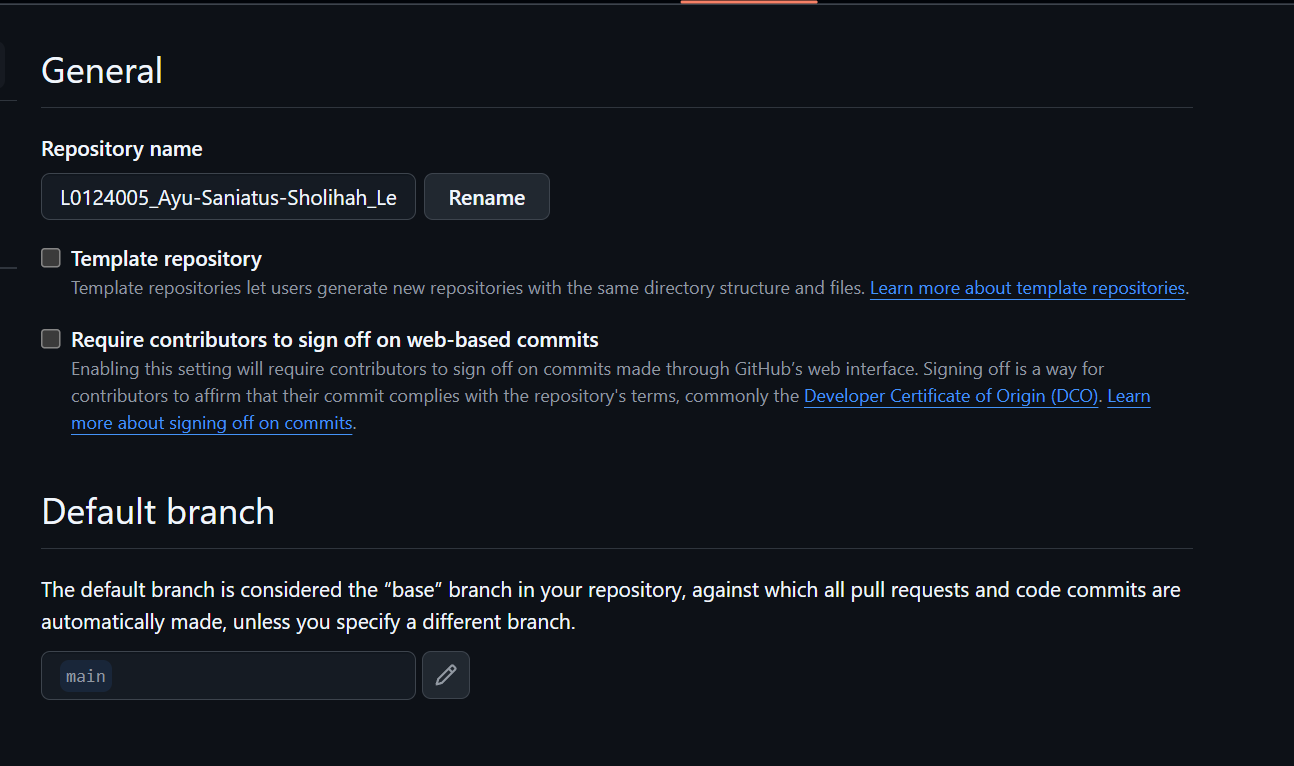 General
Repository name
L0124005_Ayu-Saniatus-Sholihah_Le
Rename
Template repository
Template repositories let users generate new repositories with the same directory structure and files. Learn more about template repositories.
Require contributors to sign off on web-based commits
Enabling this setting will require contributors to sign off on commits made through GitHub’s web interface. Signing off is a way for
contributors to affirm that their commit complies with the repository's terms, commonly the Developer Certificate of Origin (DCO). Learn
more about signing off on commits.
Default branch
The default branch is considered the “base” branch in your repository, against which all pull requests and code commits are
automatically made, unless you specify a different branch.
main